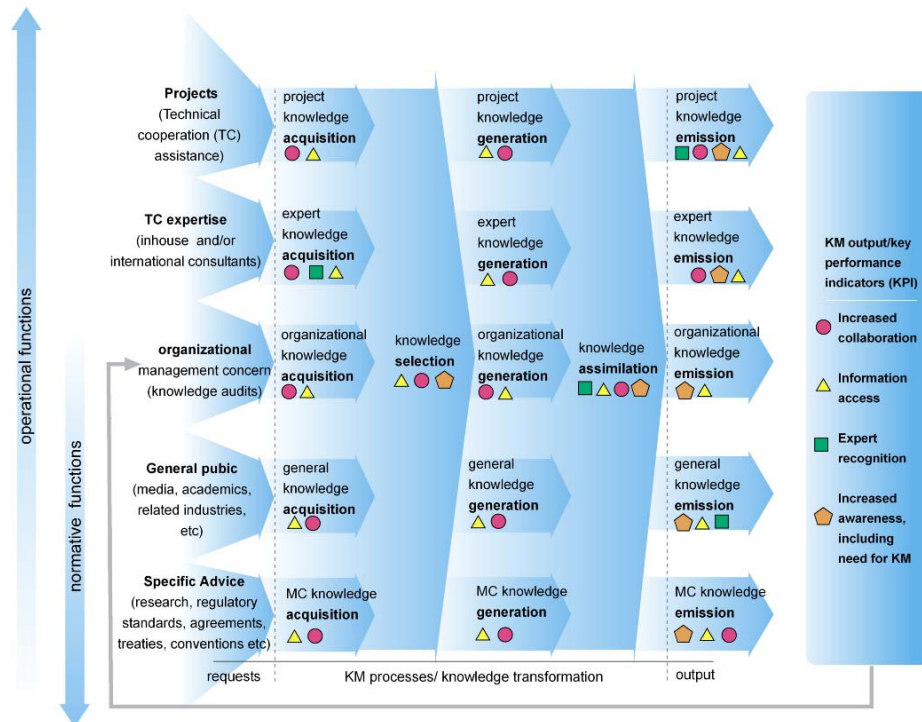 operational functions
normative functions
Projects
(Technical
cooperation (TC)
assistance)
project
knowledge
acquisition
project
knowledge
generation
project
knowledge
emission
TC expertise
(inhouse and/or
international consultants)
expert
knowledge
acquisition
expert
knowledge
generation
expert
knowledge
emission
organizational
management concern
(knowledge audits)
organizational
knowledge
acquisition
knowledge
selection
organizational
knowledge
generation
knowledge
assimilation
organizational
knowledge
emission
General pubic
(media, academics,
related industries,
etc)
general
knowledge
acquisition
general
knowledge
generation
general
knowledge
emission
Specific Advice
(research, regulatory
standards, agreements,
treaties, conventions etc)
MC knowledge
acquisition
MC knowledge
generation
MC knowledge
emission
requests
KM processes/ knowledge transformation
output
KM output/key
performance
indicators (KPI)
Increased
collaboration
Information
access
Expert
recognition
Increased
awareness,
including
need for KM